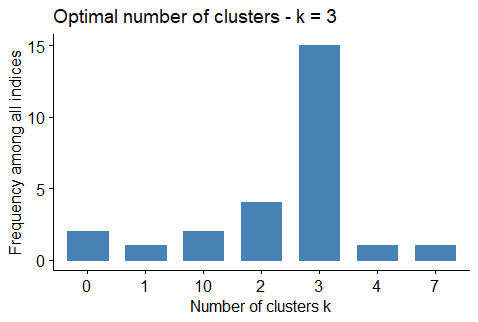 Optimal number of clusters - k = 3
Frequency among all indices
15
10
5
0
0 1 10 2 3 4 7
Number of clusters k